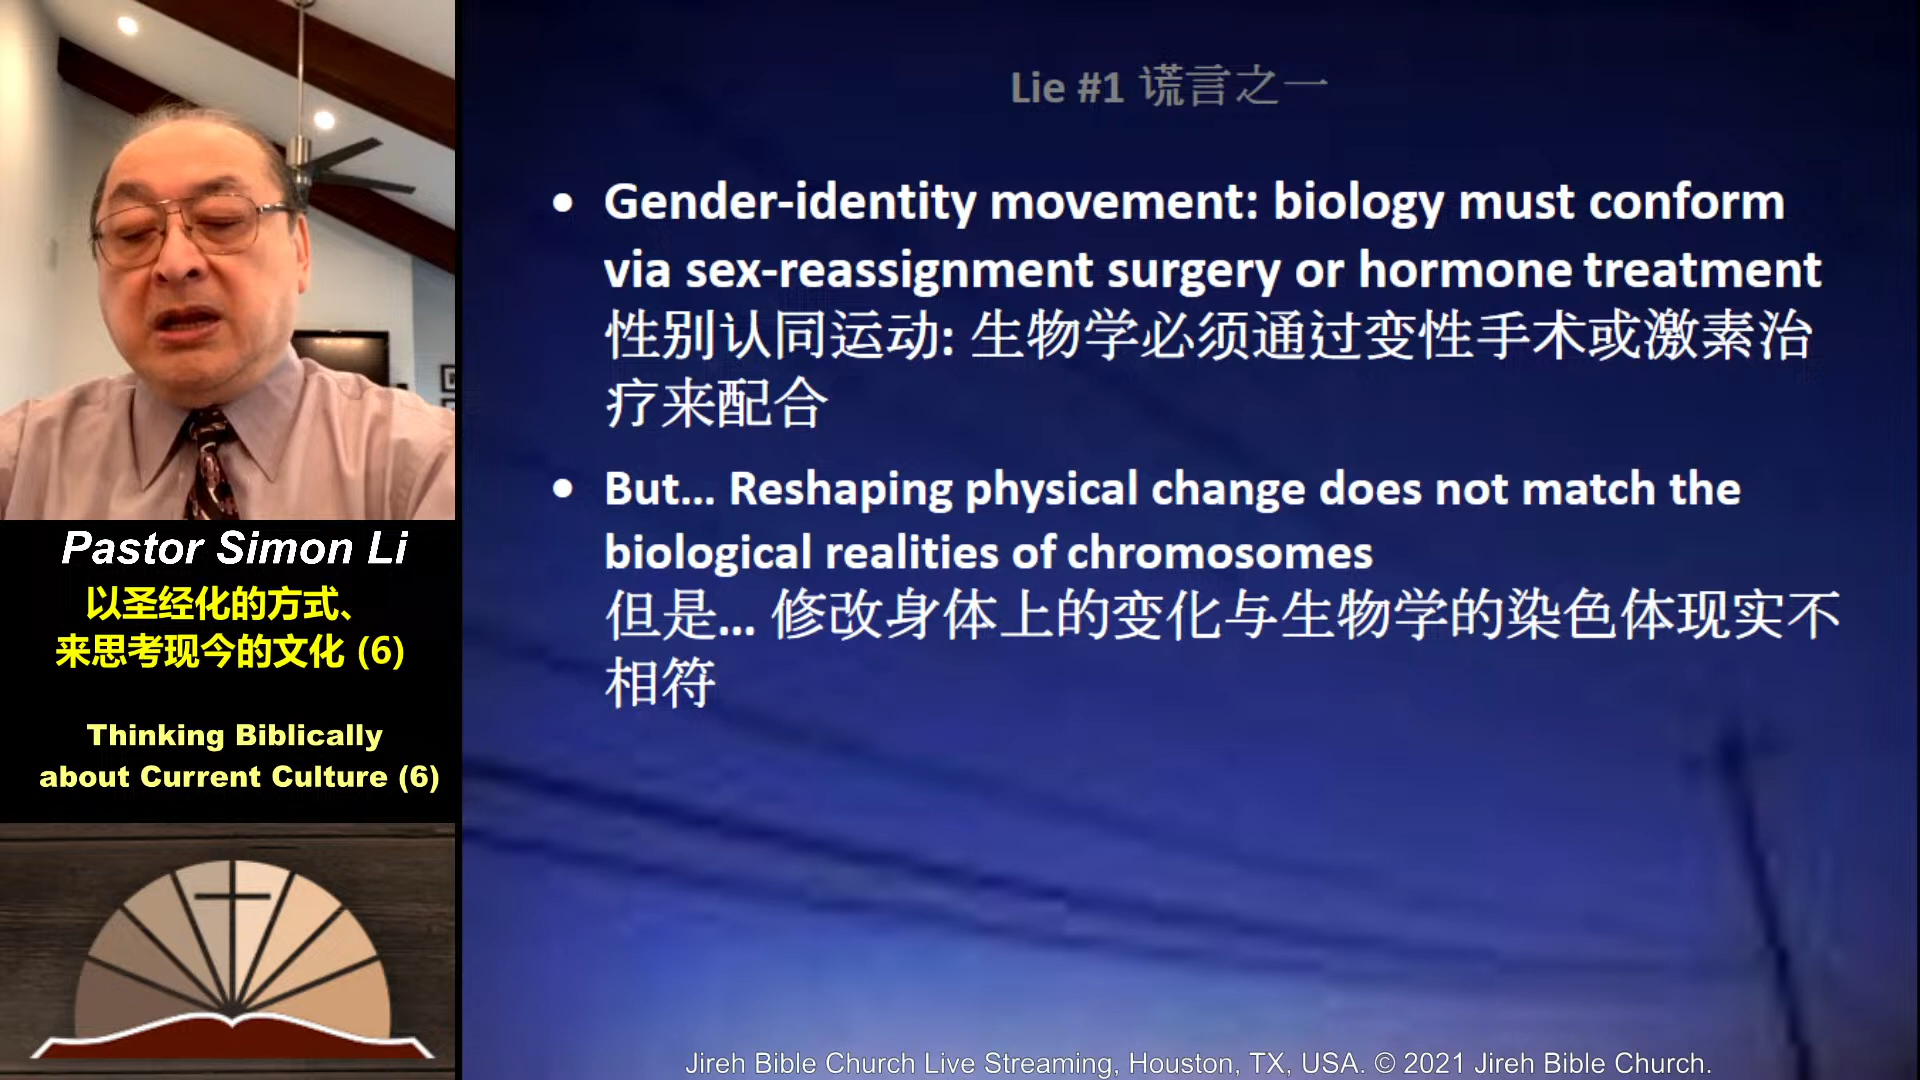 Lie #1 谎言之一
• Gender-identity movement: biology must conform
via sex-reassignment surgery or hormone treatment
性别认同运动: 生物学必须通过变性手术或激素治
疗来配合
• But... Reshaping physical change does not match the
biological realities of chromosomes
但是... 修改身体上的变化与生物学的染色体现实不
相符
Pastor Simon Li
以圣经化的方式、
来思考现今的文化 (6)
Thinking Biblically
about Current Culture (6)
Jireh Bible Church Live Streaming, Houston, TX, USA. © 2021 Jireh Bible Church.